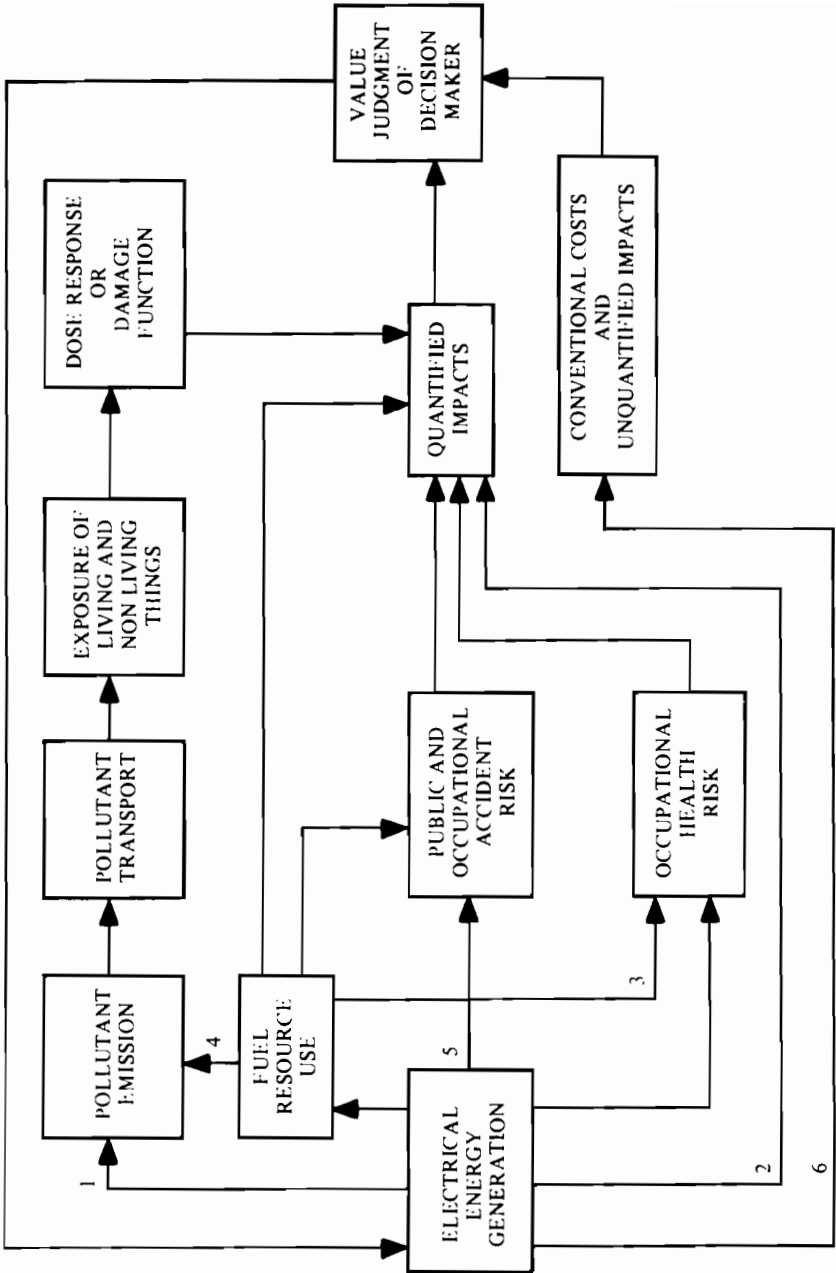 POLLUTANT
EMISSION
POLLUTANT
TRANSPORT
EXPOSURE OF
LIVING AND
NON LIVING
THINGS
DOSE RESPONSE
OR
DAMAGE
FUNCTION
1
4
FUEL
RESOURCE
USE
ELECTRICAL
ENERGY
GENERATION
5
3
PUBLIC AND
OCCUPATIONAL
ACCIDENT
RISK
QUANTIFIED
IMPACTS
VALUE
JUDGMENT
OF
DECISION
MAKER
OCCUPATIONAL
HEALTH
RISK
CONVENTIONAL COSTS
AND
UNQUANTIFIED IMPACTS
2
6